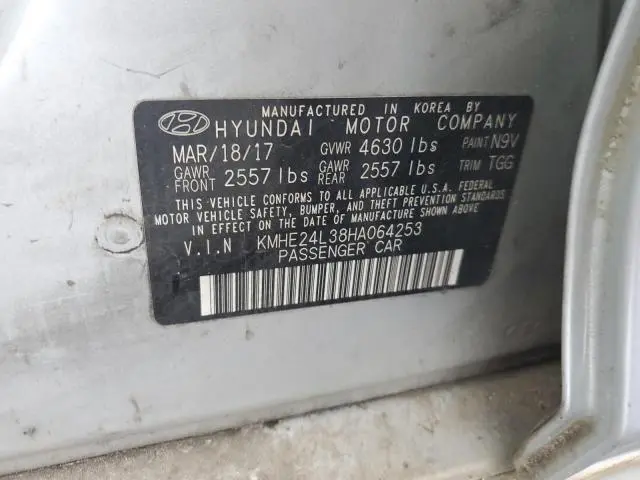 MANUFACTURED IN KOREA BY
HYUNDAI MOTOR COMPANY
MAR/18/17 GVWR 4630 lbs PAINT N9V
GAWR FRONT 2557 lbs GAWR REAR 2557 lbs TRIM TGG
THIS VEHICLE CONFORMS TO ALL APPLICABLE U.S.A. FEDERAL
MOTOR VEHICLE SAFETY, BUMPER, AND THEFT PREVENTION STANDARDS
IN EFFECT ON THE DATE OF MANUFACTURE SHOWN ABOVE.
V.I.N KMHE24L38HA064253
PASSENGER CAR